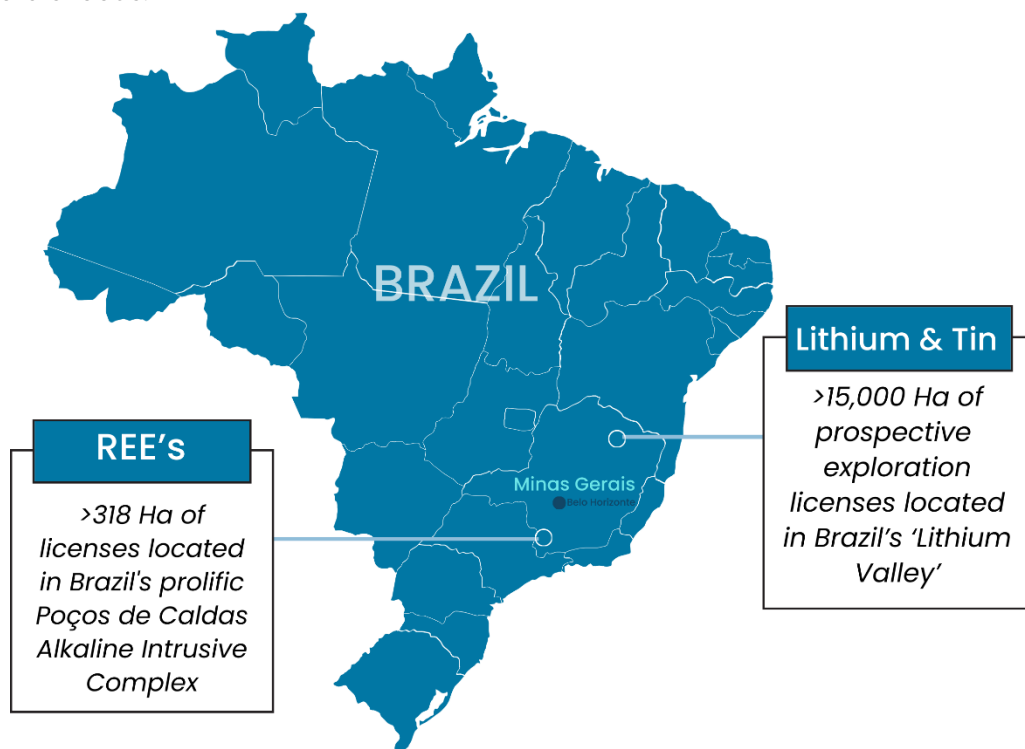 BRAZIL
Lithium & Tin
>15,000 Ha of
prospective
exploration
licenses located
in Brazil's ‘Lithium
Valley’
REE's
>318 Ha of
licenses located
in Brazil's prolific
Poços de Caldas
Alkaline Intrusive
Complex
Minas Gerais
Belo Horizonte